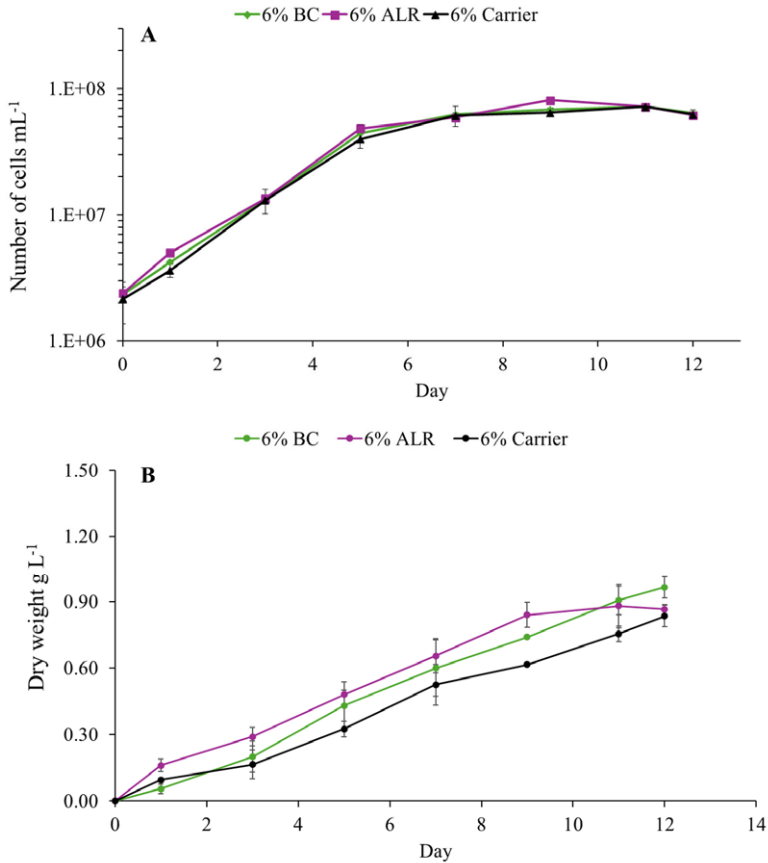 6% BC 6% ALR 6% Carrier
A
1.E+08
1.E+07
1.E+06
Number of cells mL-1
0 2 4 6 8 10 12
Day
6% BC 6% ALR 6% Carrier
B
1.50
1.20
0.90
0.60
0.30
0.00
Dry weight g L-1
0 2 4 6 8 10 12 14
Day